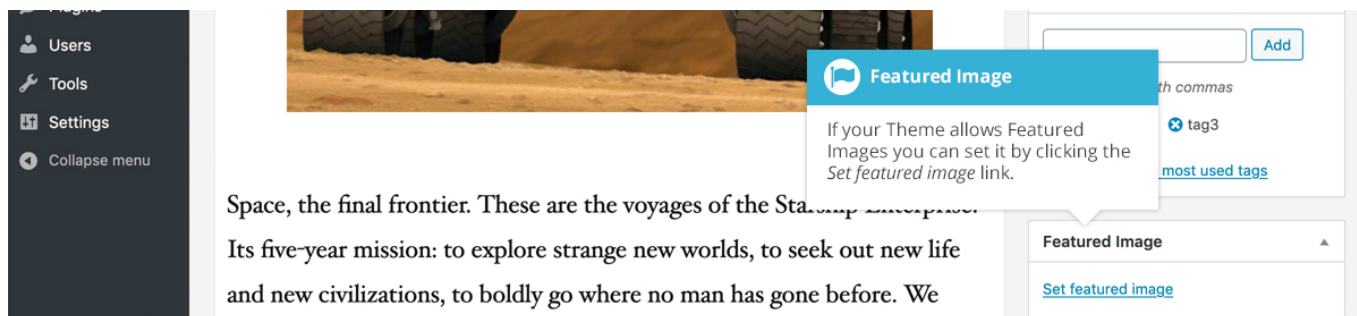 Users
Tools
Settings
Collapse menu
Space, the final frontier. These are the voyages of the Starship Enterprise.
Its five-year mission: to explore strange new worlds, to seek out new life
and new civilizations, to boldly go where no man has gone before. We
Featured Image
If your Theme allows Featured
Images you can set it by clicking the
Set featured image link.
Add
th commas
tag3
most used tags
Featured Image
Set featured image